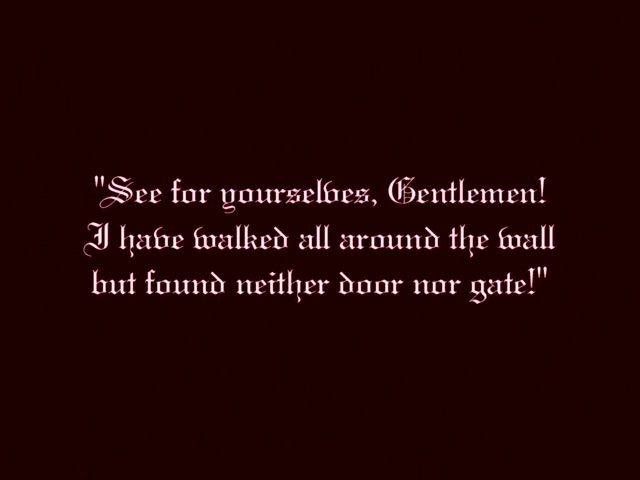 "See for yourselves, Gentlemen!
I have walked all around the wall
but found neither door nor gate!"